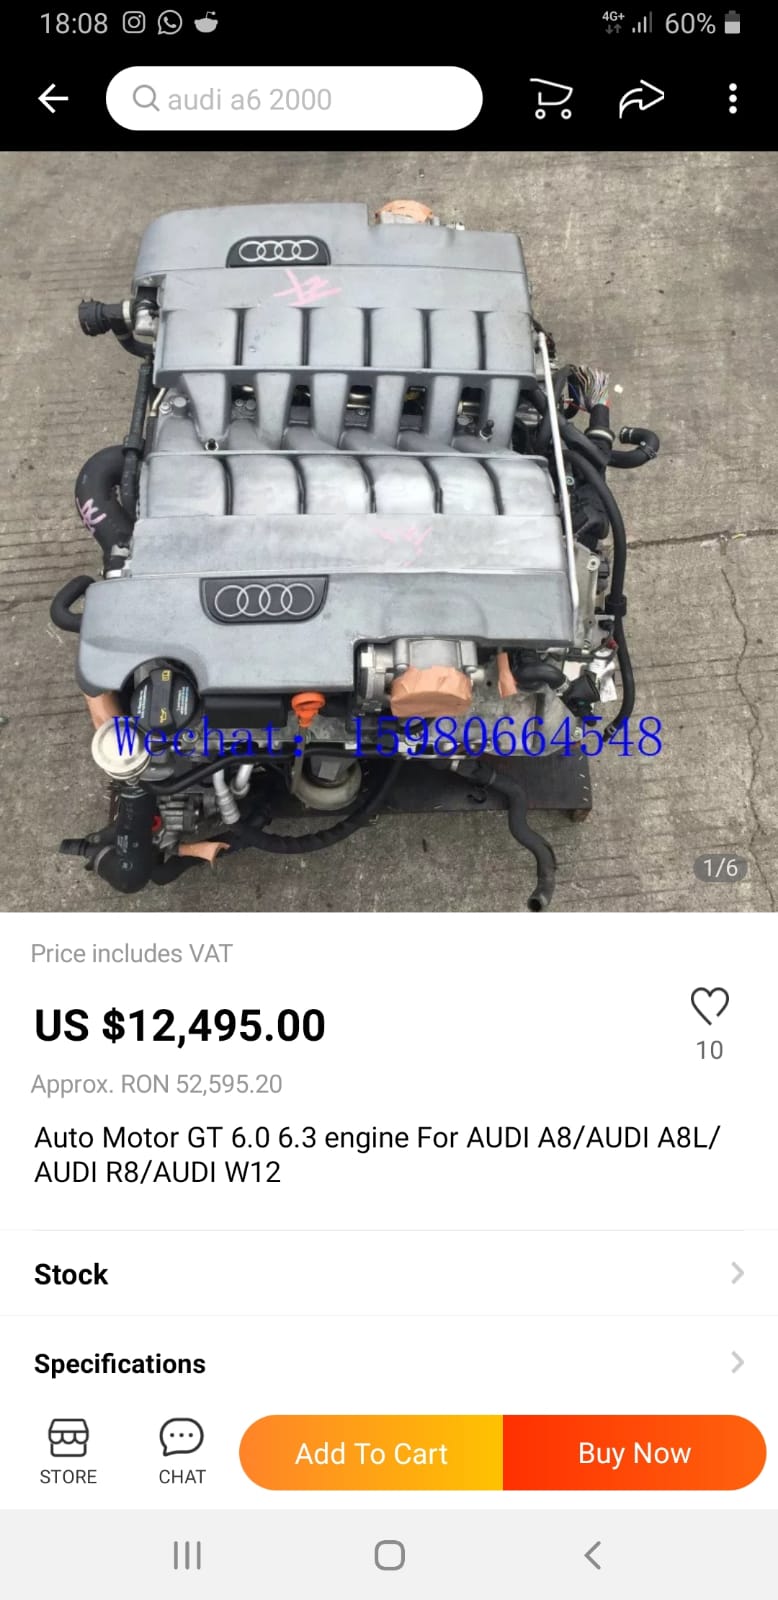 18:08
4G+
60%
audi a6 2000
Wechat: 15980664548
1/6
Price includes VAT
US $12,495.00
10
Approx. RON 52,595.20
Auto Motor GT 6.0 6.3 engine For AUDI A8/AUDI A8L/
AUDI R8/AUDI W12
Stock
Specifications
STORE
CHAT
Add To Cart
Buy Now